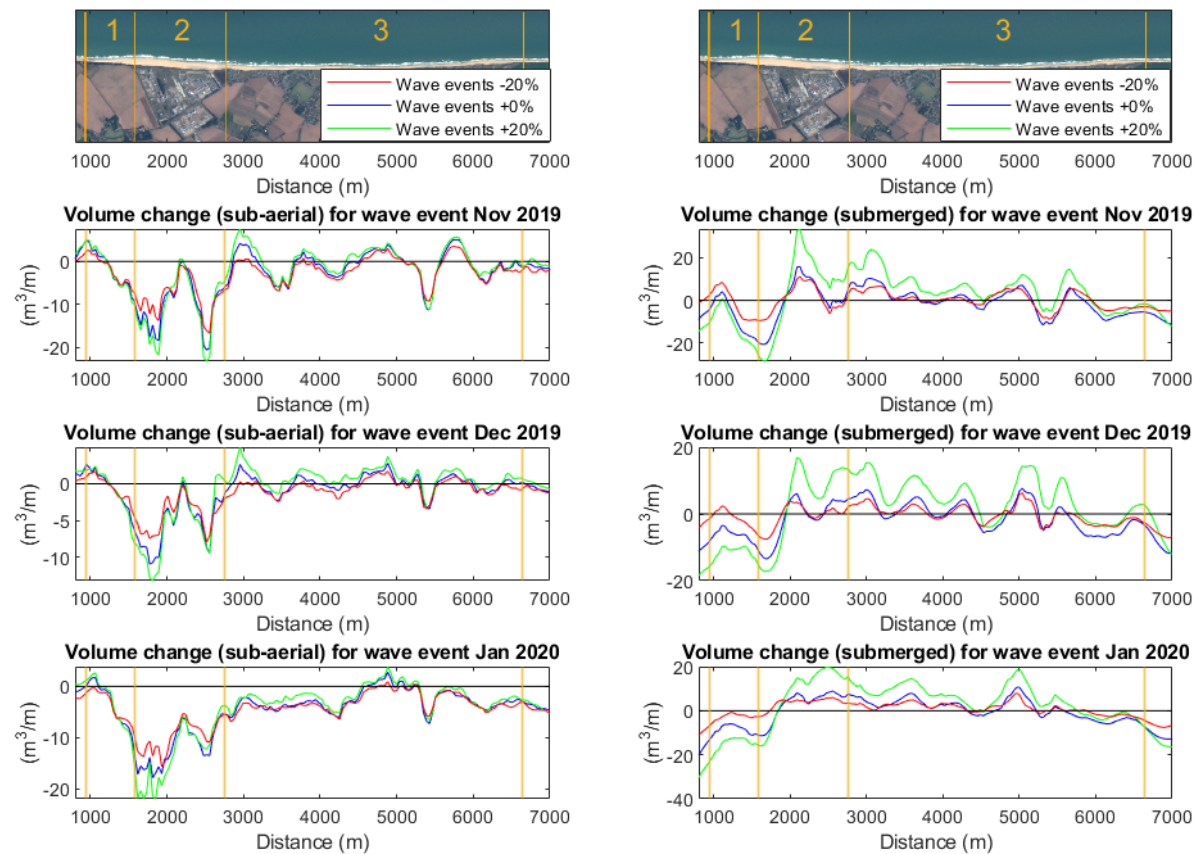 1 2 3
Wave events -20%
Wave events +0%
Wave events +20%
1000 2000 3000 4000 5000 6000 7000
Distance (m)
1 2 3
Wave events -20%
Wave events +0%
Wave events +20%
1000 2000 3000 4000 5000 6000 7000
Distance (m)
Volume change (sub-aerial) for wave event Nov 2019
(m³/m)
0
-10
-20
1000 2000 3000 4000 5000 6000 7000
Distance (m)
Volume change (submerged) for wave event Nov 2019
(m³/m)
20
0
-20
1000 2000 3000 4000 5000 6000 7000
Distance (m)
Volume change (sub-aerial) for wave event Dec 2019
(m³/m)
0
-5
-10
1000 2000 3000 4000 5000 6000 7000
Distance (m)
Volume change (submerged) for wave event Dec 2019
(m³/m)
20
0
-20
1000 2000 3000 4000 5000 6000 7000
Distance (m)
Volume change (sub-aerial) for wave event Jan 2020
(m³/m)
0
-10
-20
1000 2000 3000 4000 5000 6000 7000
Distance (m)
Volume change (submerged) for wave event Jan 2020
(m³/m)
20
0
-20
-40
1000 2000 3000 4000 5000 6000 7000
Distance (m)